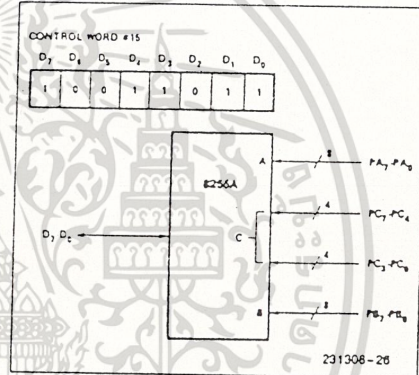 CONTROL WORD #15
D7 D6 D5 D4 D3 D2 D1 D0
1 0 0 1 1 0 1 1
8255A
A
8
PA7-PA0
4
PC7-PC4
D7-D0
C
4
PC3-PC0
B
8
PB7-PB0
231308-26